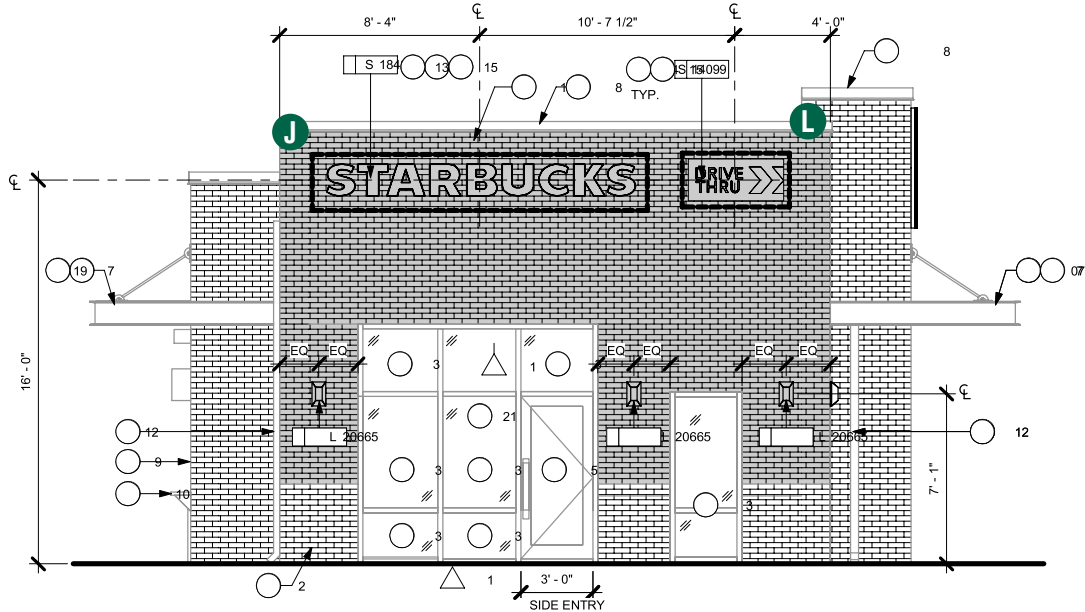 8' - 4"
10' - 7 1/2"
4' - 0"
8
S 184
13
15
1
8
TYP.
14099
J
L
STARBUCKS
DRIVE
THRU
19
7
07
16' - 0"
EQ
EQ
EQ
EQ
EQ
EQ
3
1
21
12
L 20665
L 20665
L 20665
12
9
3
3
5
10
3
7' - 1"
3
3
2
1
3' - 0"
SIDE ENTRY